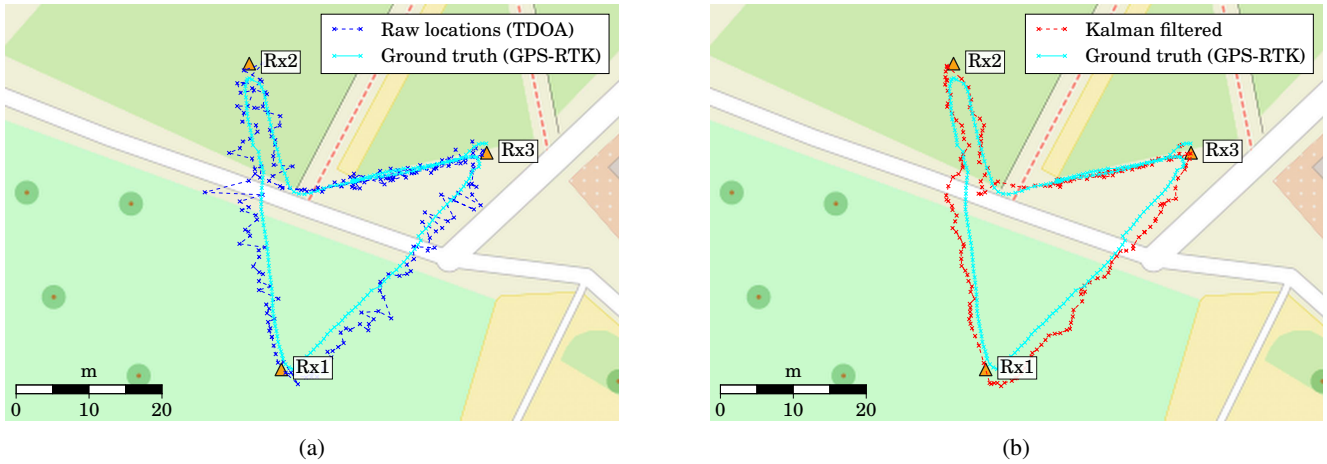 Raw locations (TDOA)
Ground truth (GPS-RTK)
Rx2
Rx3
Rx1
m
0 10 20
(a)
Kalman filtered
Ground truth (GPS-RTK)
Rx2
Rx3
Rx1
m
0 10 20
(b)